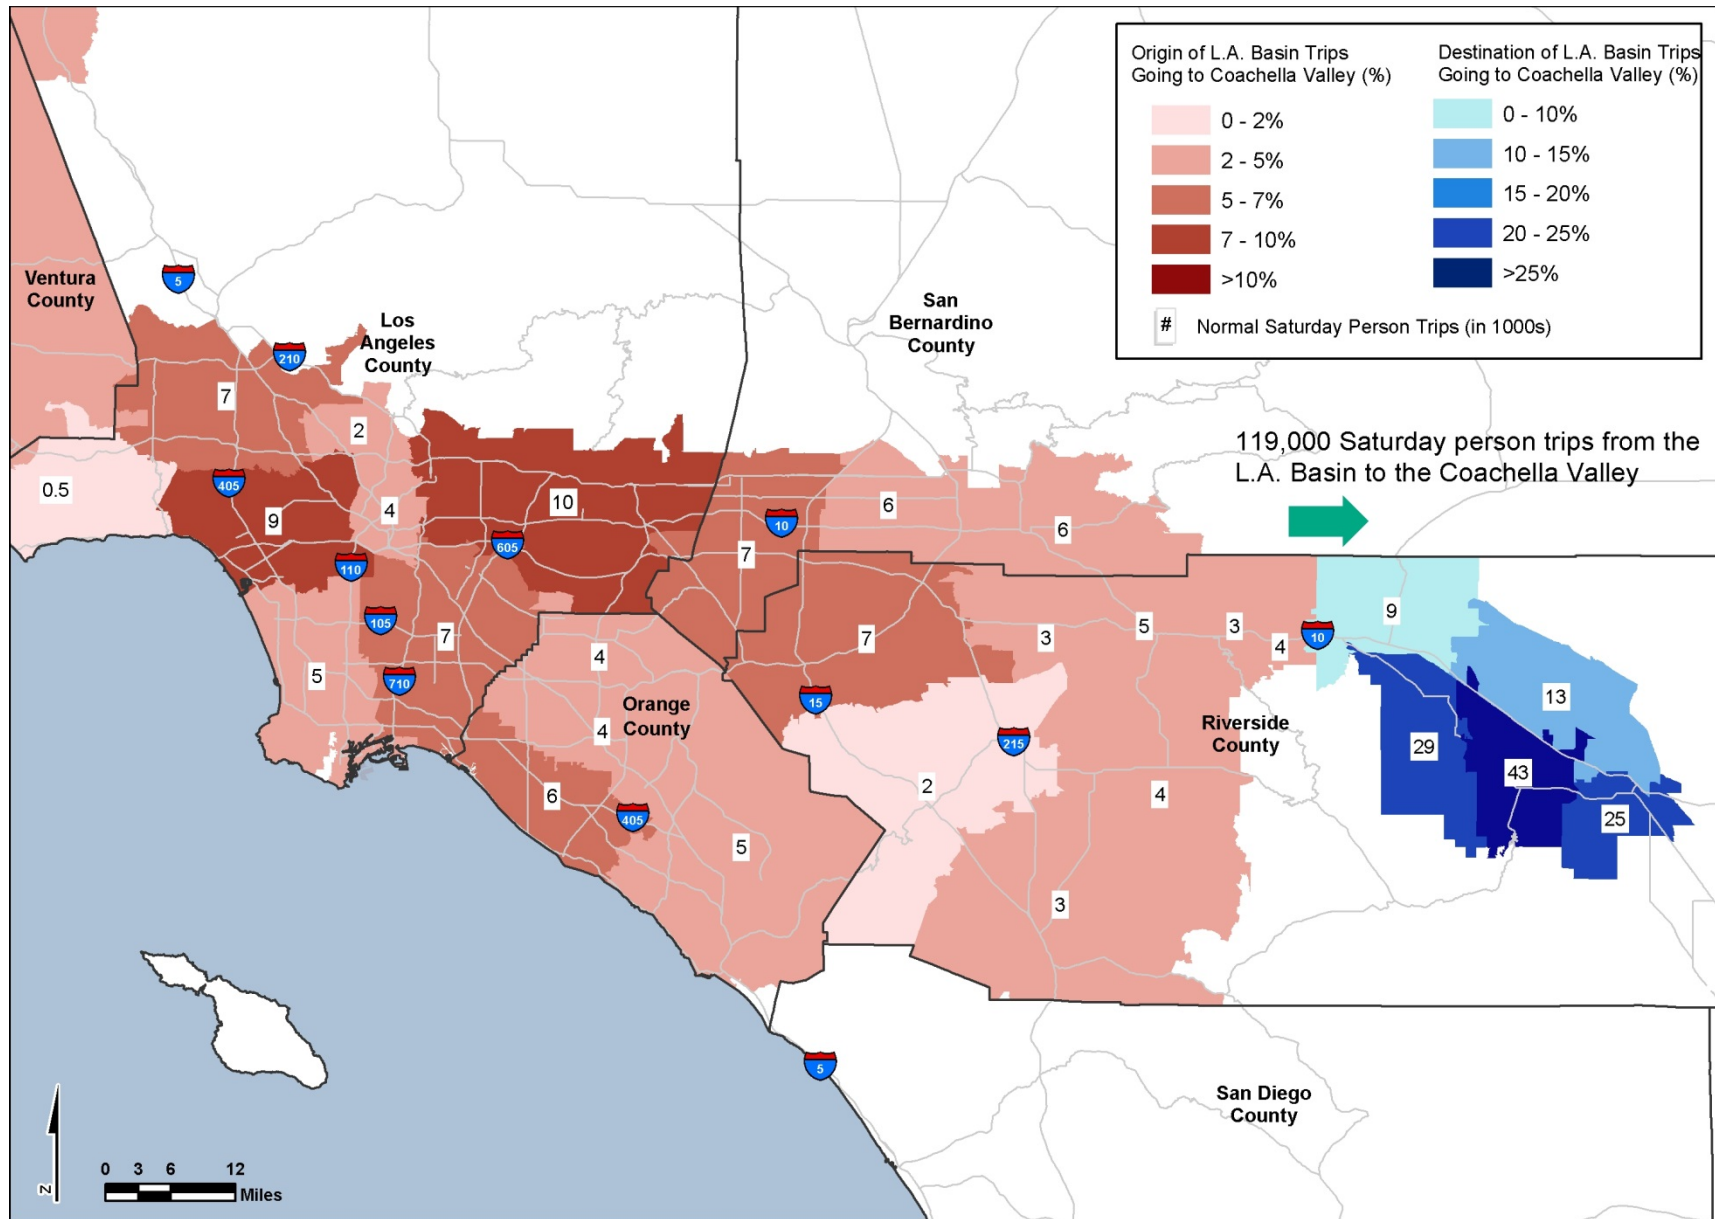 Origin of L.A. Basin Trips
Going to Coachella Valley (%)
0 - 2%
2 - 5%
5 - 7%
7 - 10%
>10%
Destination of L.A. Basin Trips
Going to Coachella Valley (%)
0 - 10%
10 - 15%
15 - 20%
20 - 25%
>25%
# Normal Saturday Person Trips (in 1000s)
119,000 Saturday person trips from the
L.A. Basin to the Coachella Valley
Ventura
County
5
Los
Angeles
County
San
Bernardino
County
210
7
2
0.5
405
9
4
10
605
110
10
7
6
6
105
7
5
710
4
Orange
County
4
6
405
5
7
15
3
5
3
4
10
Riverside
County
215
2
4
3
9
13
29
43
25
5
San Diego
County
0 3 6 12
Miles
N